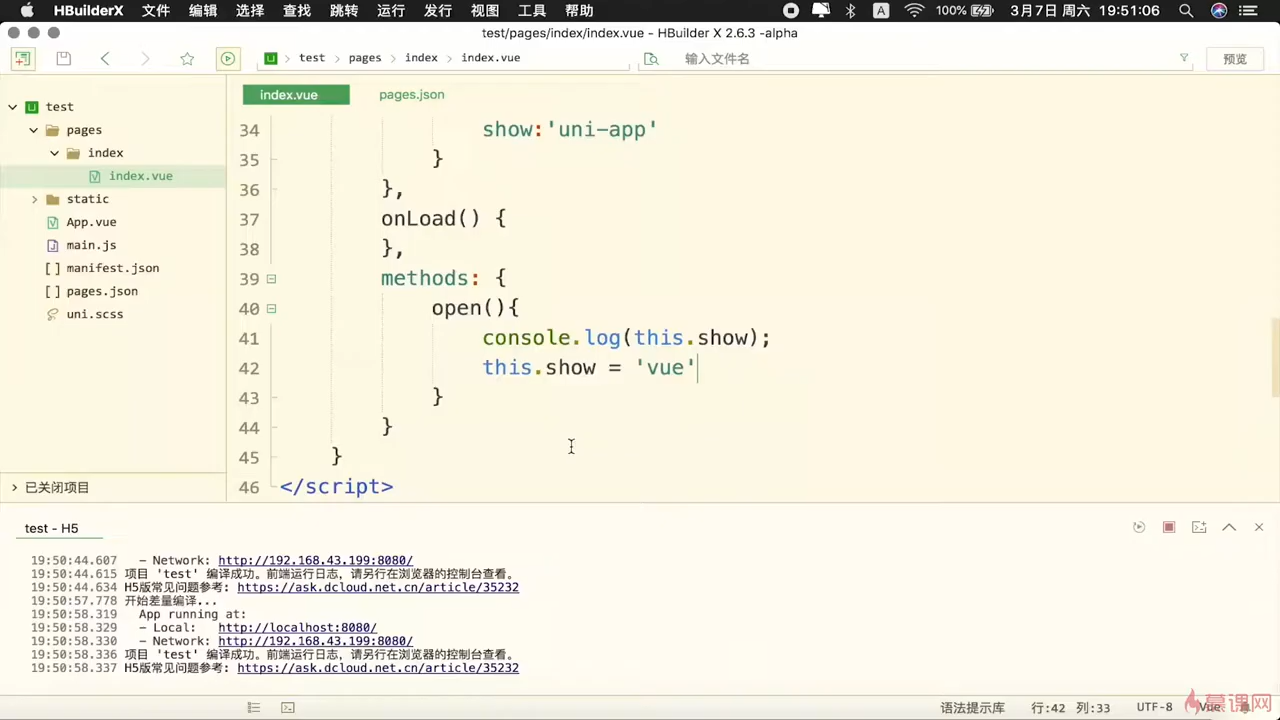 HBuilderX 文件 编辑 选择 查找 跳转 运行 发行 视图 工具 帮助 A 100% 3月7日 周六 19:51:06
test/pages/index/index.vue - HBuilder X 2.6.3 -alpha
test pages index index.vue 输入文件名 预览
test
pages
index
index.vue
static
App.vue
main.js
[ ] manifest.json
[ ] pages.json
uni.scss
已关闭项目
index.vue pages.json
34 show:'uni-app'
35 }
36 },
37 onLoad() {
38 },
39 methods: {
40 open(){
41 console.log(this.show);
42 this.show = 'vue'
43 }
44 }
45 }
46 </script>
test - H5
19:50:44.607 - Network: http://192.168.43.199:8080/
19:50:44.615 项目 'test' 编译成功。前端运行日志，请另行在浏览器的控制台查看。
19:50:44.634 H5版常见问题参考: https://ask.dcloud.net.cn/article/35232
19:50:57.778 开始差量编译...
19:50:58.319 App running at:
19:50:58.329 - Local: http://localhost:8080/
19:50:58.330 - Network: http://192.168.43.199:8080/
19:50:58.336 项目 'test' 编译成功。前端运行日志，请另行在浏览器的控制台查看。
19:50:58.337 H5版常见问题参考: https://ask.dcloud.net.cn/article/35232
语法提示库 行:42 列:33 UTF-8 Vue
慕课网